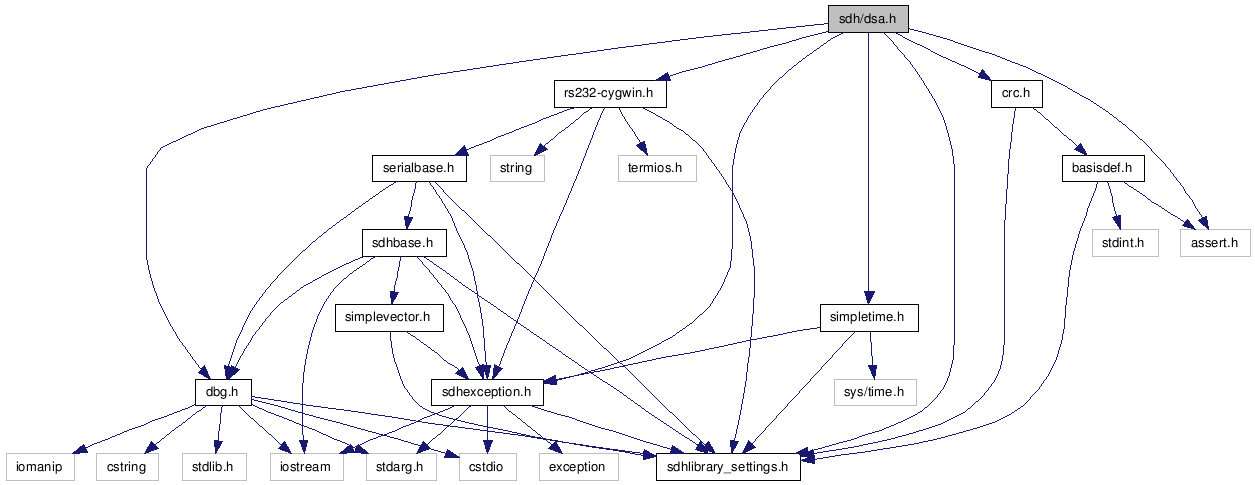 sdh/dsa.h
rs232-cygwin.h
crc.h
serialbase.h
string
termios.h
basisdef.h
sdhbase.h
stdint.h
assert.h
simplevector.h
simpletime.h
dbg.h
sdhexception.h
sys/time.h
iomanip
cstring
stdlib.h
iostream
stdarg.h
cstdio
exception
sdhlibrary_settings.h